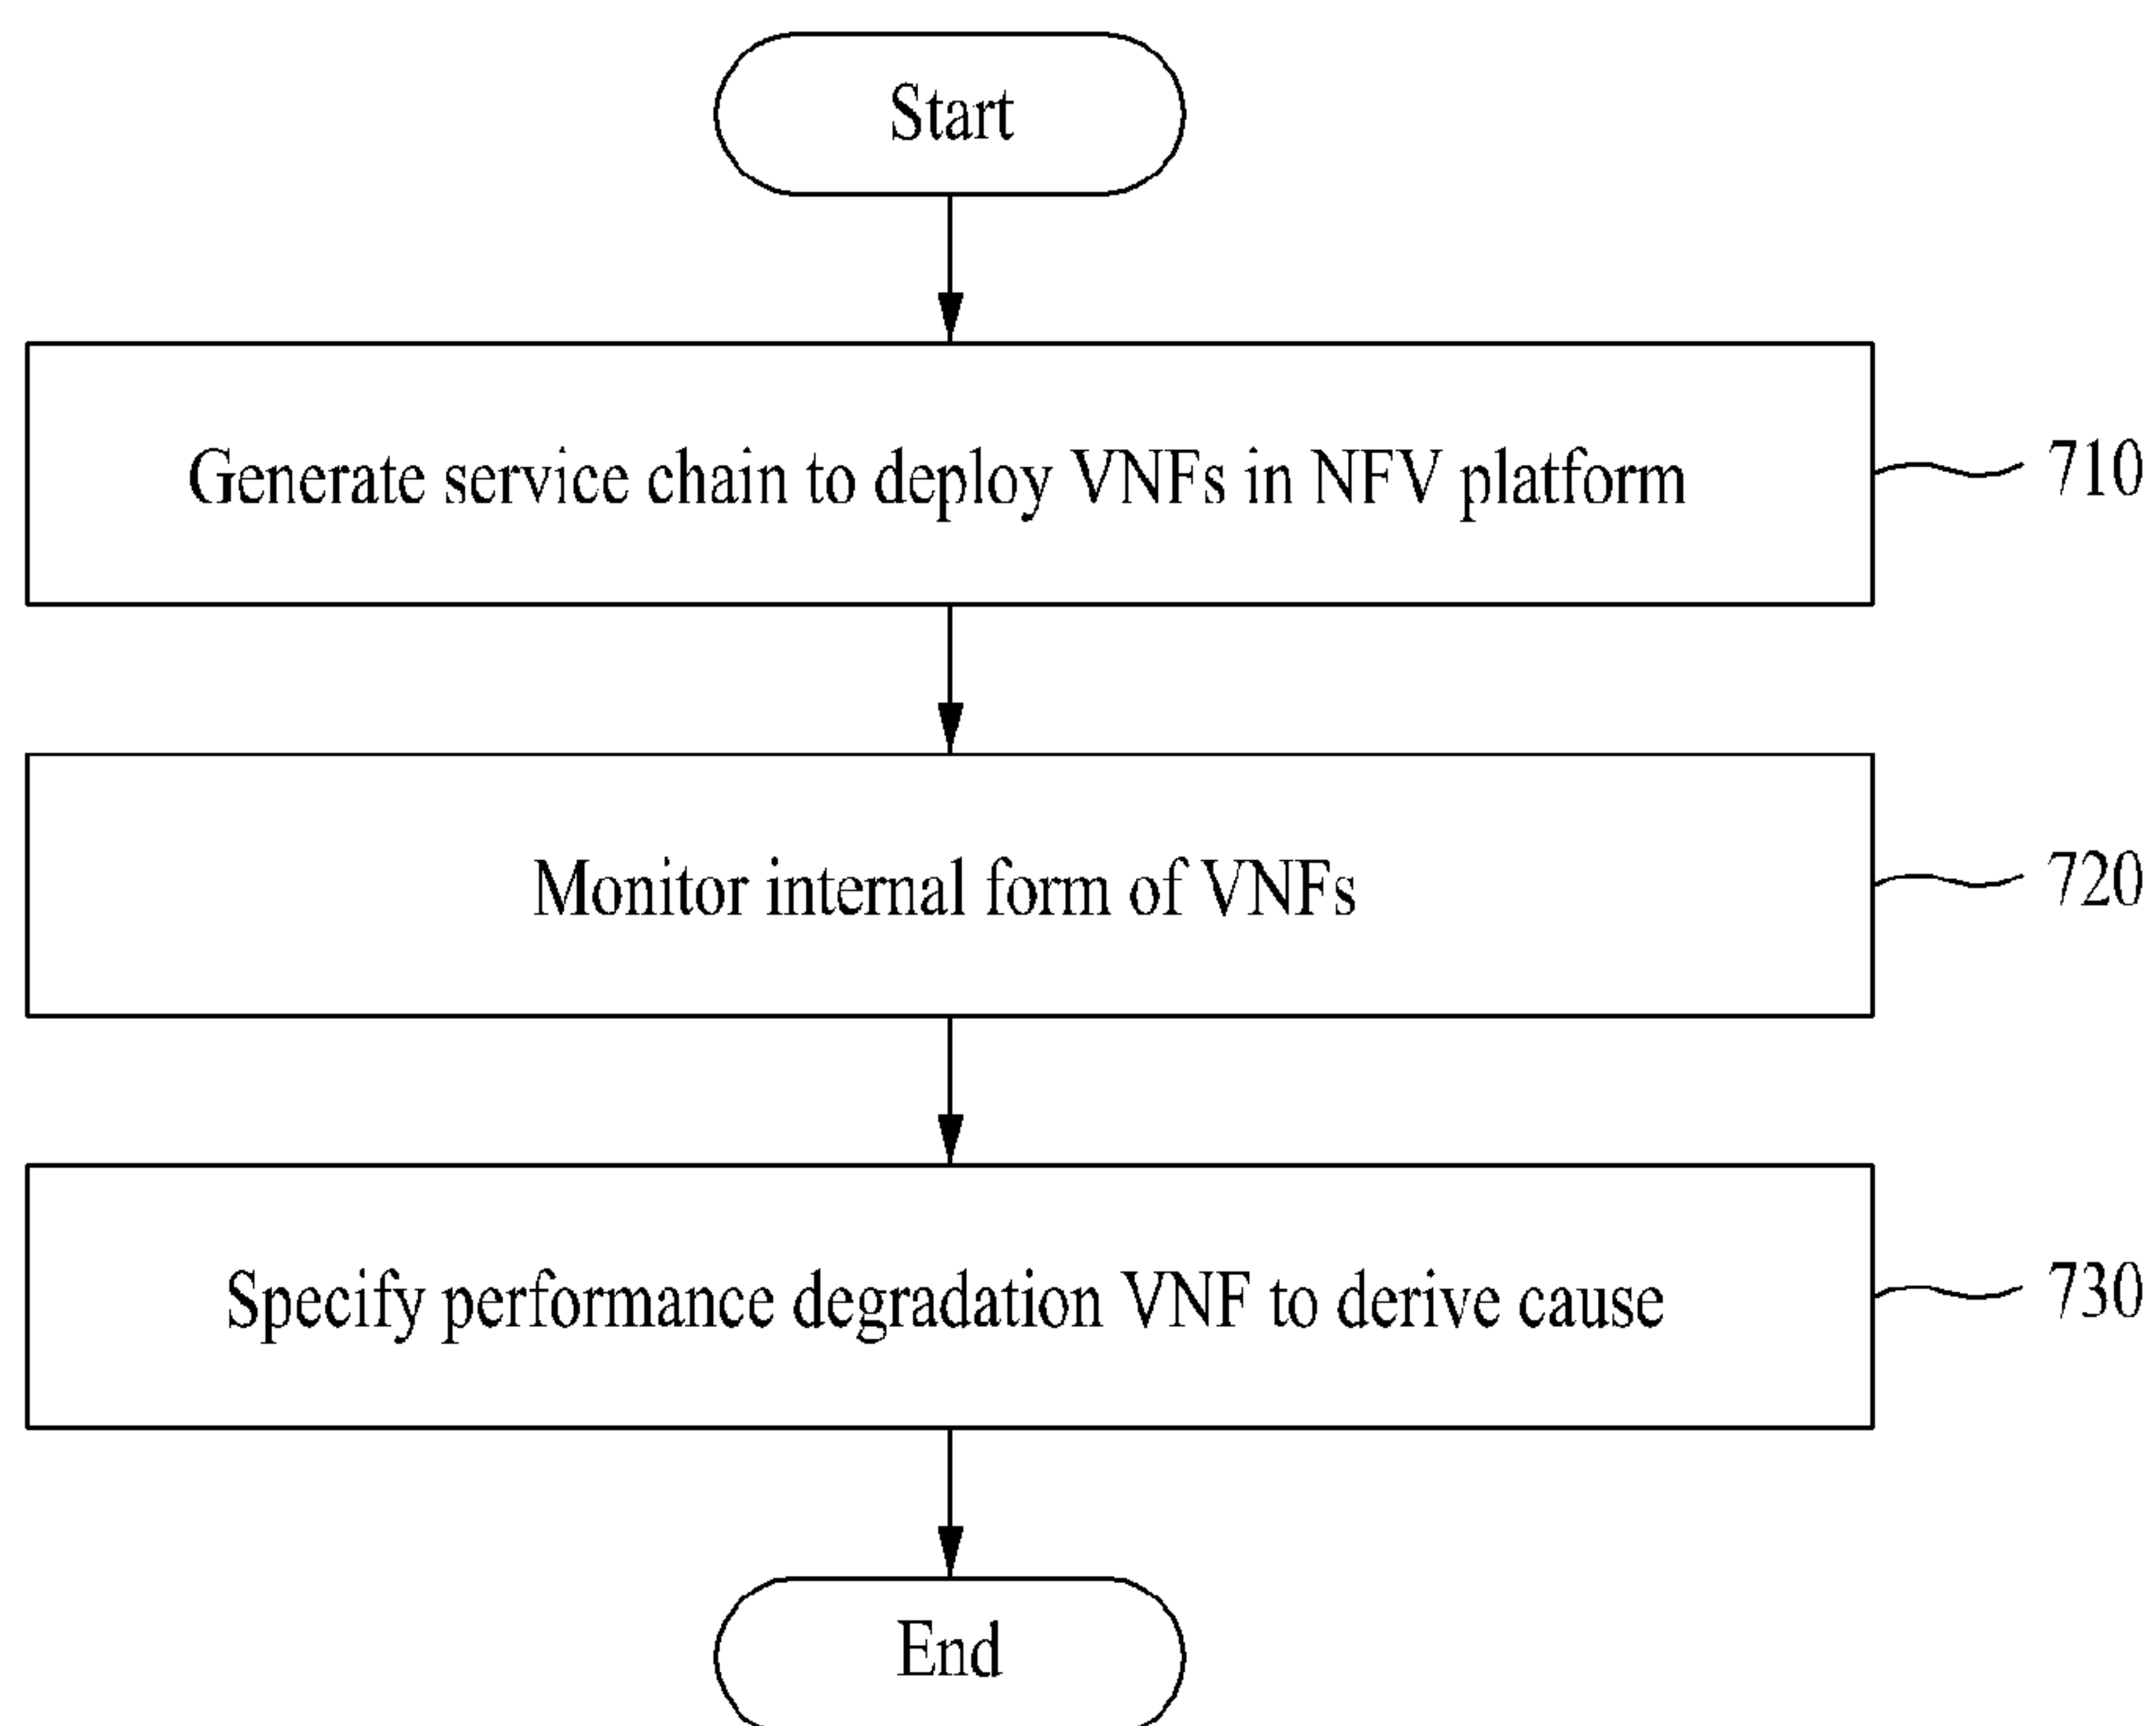 Start
Generate service chain to deploy VNFs in NFV platform
710
Monitor internal form of VNFs
720
Specify performance degradation VNF to derive cause
730
End